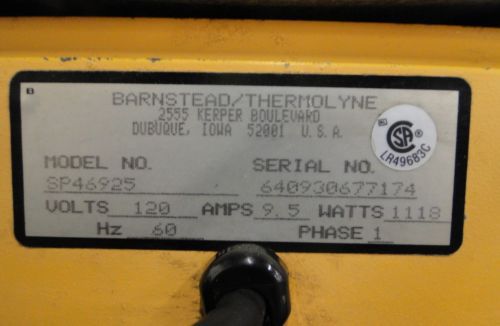 B
BARNSTEAD/THERMOLYNE
2555 KERPER BOULEVARD
DUBUQUE, IOWA 52001 U.S.A.
SA
LR49683C
MODEL NO. SERIAL NO.
SP46925 640930677174
VOLTS 120 AMPS 9.5 WATTS 1118
Hz 60 PHASE 1